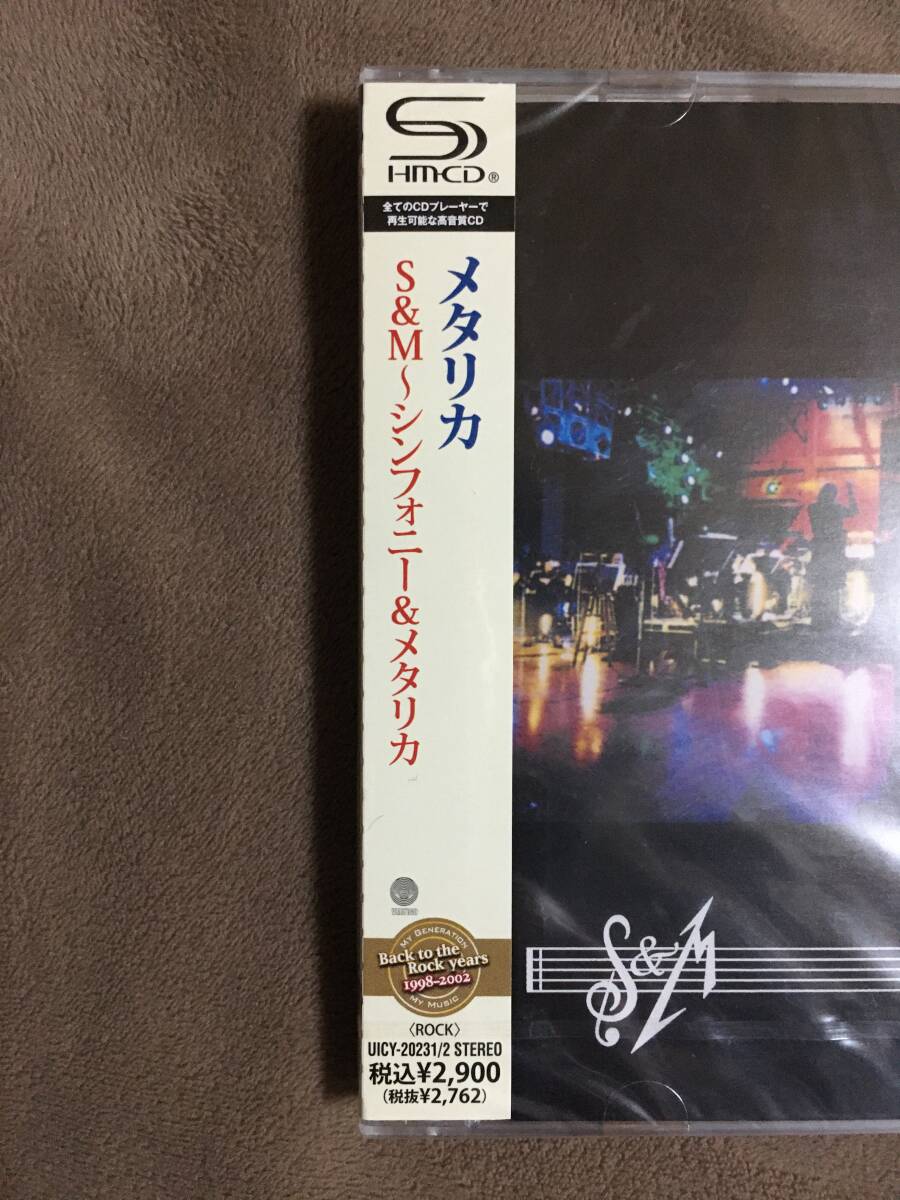 SHM-CD®
全てのCDプレーヤーで
再生可能な高音質CD
メタリカ
S&M～シンフォニー&メタリカ
VERTIGO
MY GENERATION
Back to the
Rock years
1998-2002
MY MUSIC
〈ROCK〉
UICY-20231/2 STEREO
税込¥2,900
(税抜¥2,762)
S&M